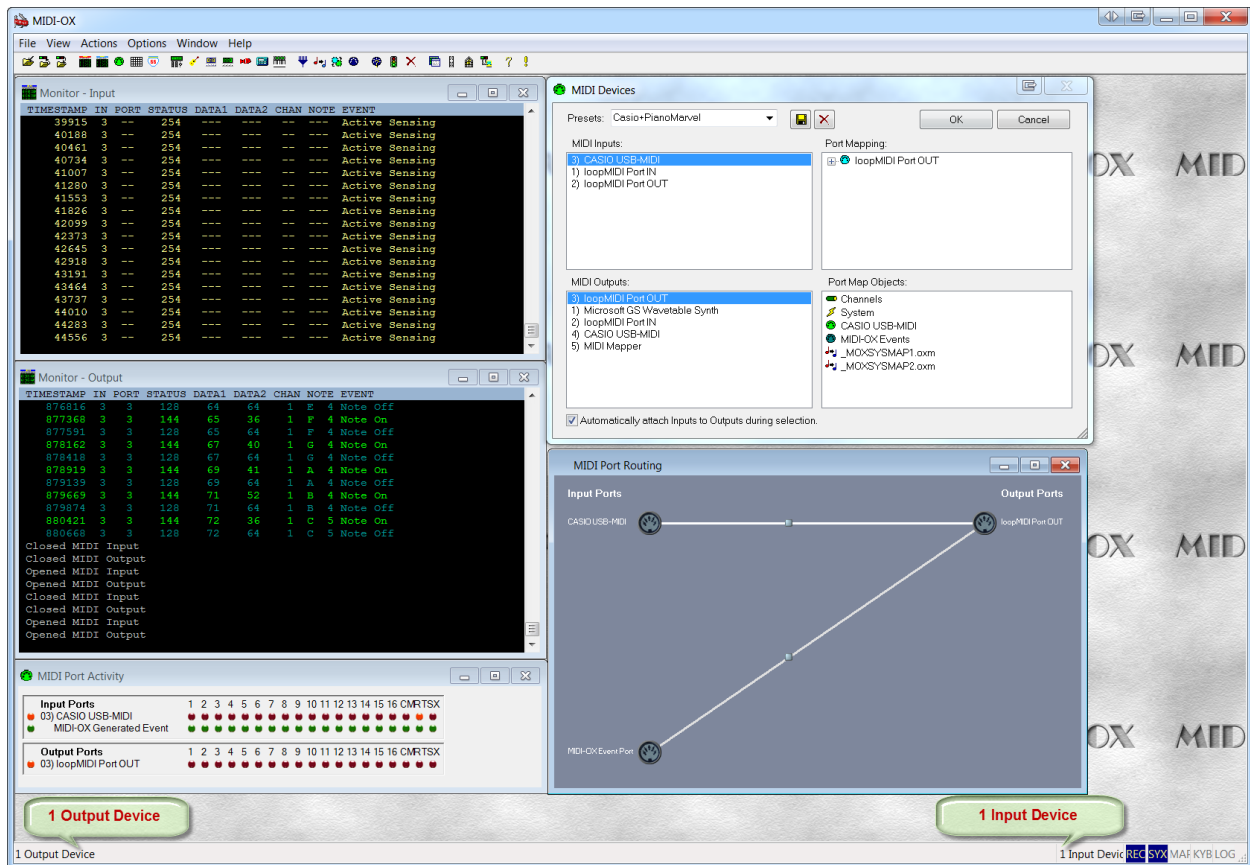 MIDI-OX
File View Actions Options Window Help
Monitor - Input
TIMESTAMP IN PORT STATUS DATA1 DATA2 CHAN NOTE EVENT
39915 3 -- 254 --- --- -- --- Active Sensing
40188 3 -- 254 --- --- -- --- Active Sensing
40461 3 -- 254 --- --- -- --- Active Sensing
40734 3 -- 254 --- --- -- --- Active Sensing
41007 3 -- 254 --- --- -- --- Active Sensing
41280 3 -- 254 --- --- -- --- Active Sensing
41553 3 -- 254 --- --- -- --- Active Sensing
41826 3 -- 254 --- --- -- --- Active Sensing
42099 3 -- 254 --- --- -- --- Active Sensing
42373 3 -- 254 --- --- -- --- Active Sensing
42645 3 -- 254 --- --- -- --- Active Sensing
42918 3 -- 254 --- --- -- --- Active Sensing
43191 3 -- 254 --- --- -- --- Active Sensing
43464 3 -- 254 --- --- -- --- Active Sensing
43737 3 -- 254 --- --- -- --- Active Sensing
44010 3 -- 254 --- --- -- --- Active Sensing
44283 3 -- 254 --- --- -- --- Active Sensing
44556 3 -- 254 --- --- -- --- Active Sensing
Monitor - Output
TIMESTAMP IN PORT STATUS DATA1 DATA2 CHAN NOTE EVENT
876816 3 3 128 64 64 1 E 4 Note Off
877368 3 3 144 65 36 1 F 4 Note On
877591 3 3 128 65 64 1 F 4 Note Off
878162 3 3 144 67 40 1 G 4 Note On
878418 3 3 128 67 64 1 G 4 Note Off
878919 3 3 144 69 41 1 A 4 Note On
879139 3 3 128 69 64 1 A 4 Note Off
879669 3 3 144 71 52 1 B 4 Note On
879874 3 3 128 71 64 1 B 4 Note Off
880421 3 3 144 72 36 1 C 5 Note On
880668 3 3 128 72 64 1 C 5 Note Off
Closed MIDI Input
Closed MIDI Output
Opened MIDI Input
Opened MIDI Output
Closed MIDI Input
Closed MIDI Output
Opened MIDI Input
Opened MIDI Output
MIDI Port Activity
Input Ports 1 2 3 4 5 6 7 8 9 10 11 12 13 14 15 16 CMRTSX
03) CASIO USB-MIDI
MIDI-OX Generated Event
Output Ports 1 2 3 4 5 6 7 8 9 10 11 12 13 14 15 16 CMRTSX
03) loopMIDI Port OUT
MIDI Devices
Presets: Casio+PianoMarvel OK Cancel
MIDI Inputs:
3) CASIO USB-MIDI
1) loopMIDI Port IN
2) loopMIDI Port OUT
Port Mapping:
loopMIDI Port OUT
MIDI Outputs:
3) loopMIDI Port OUT
1) Microsoft GS Wavetable Synth
2) loopMIDI Port IN
4) CASIO USB-MIDI
5) MIDI Mapper
Port Map Objects:
Channels
System
CASIO USB-MIDI
MIDI-OX Events
_MOXSYSMAP1.oxm
_MOXSYSMAP2.oxm
Automatically attach Inputs to Outputs during selection.
MIDI Port Routing
Input Ports Output Ports
CASIO USB-MIDI loopMIDI Port OUT
MIDI-OX Event Port
OX MID
OX MID
OX MID
OX MID
1 Output Device
1 Input Device
1 Output Device
1 Input Devic REC SYX MAF KYB LOG